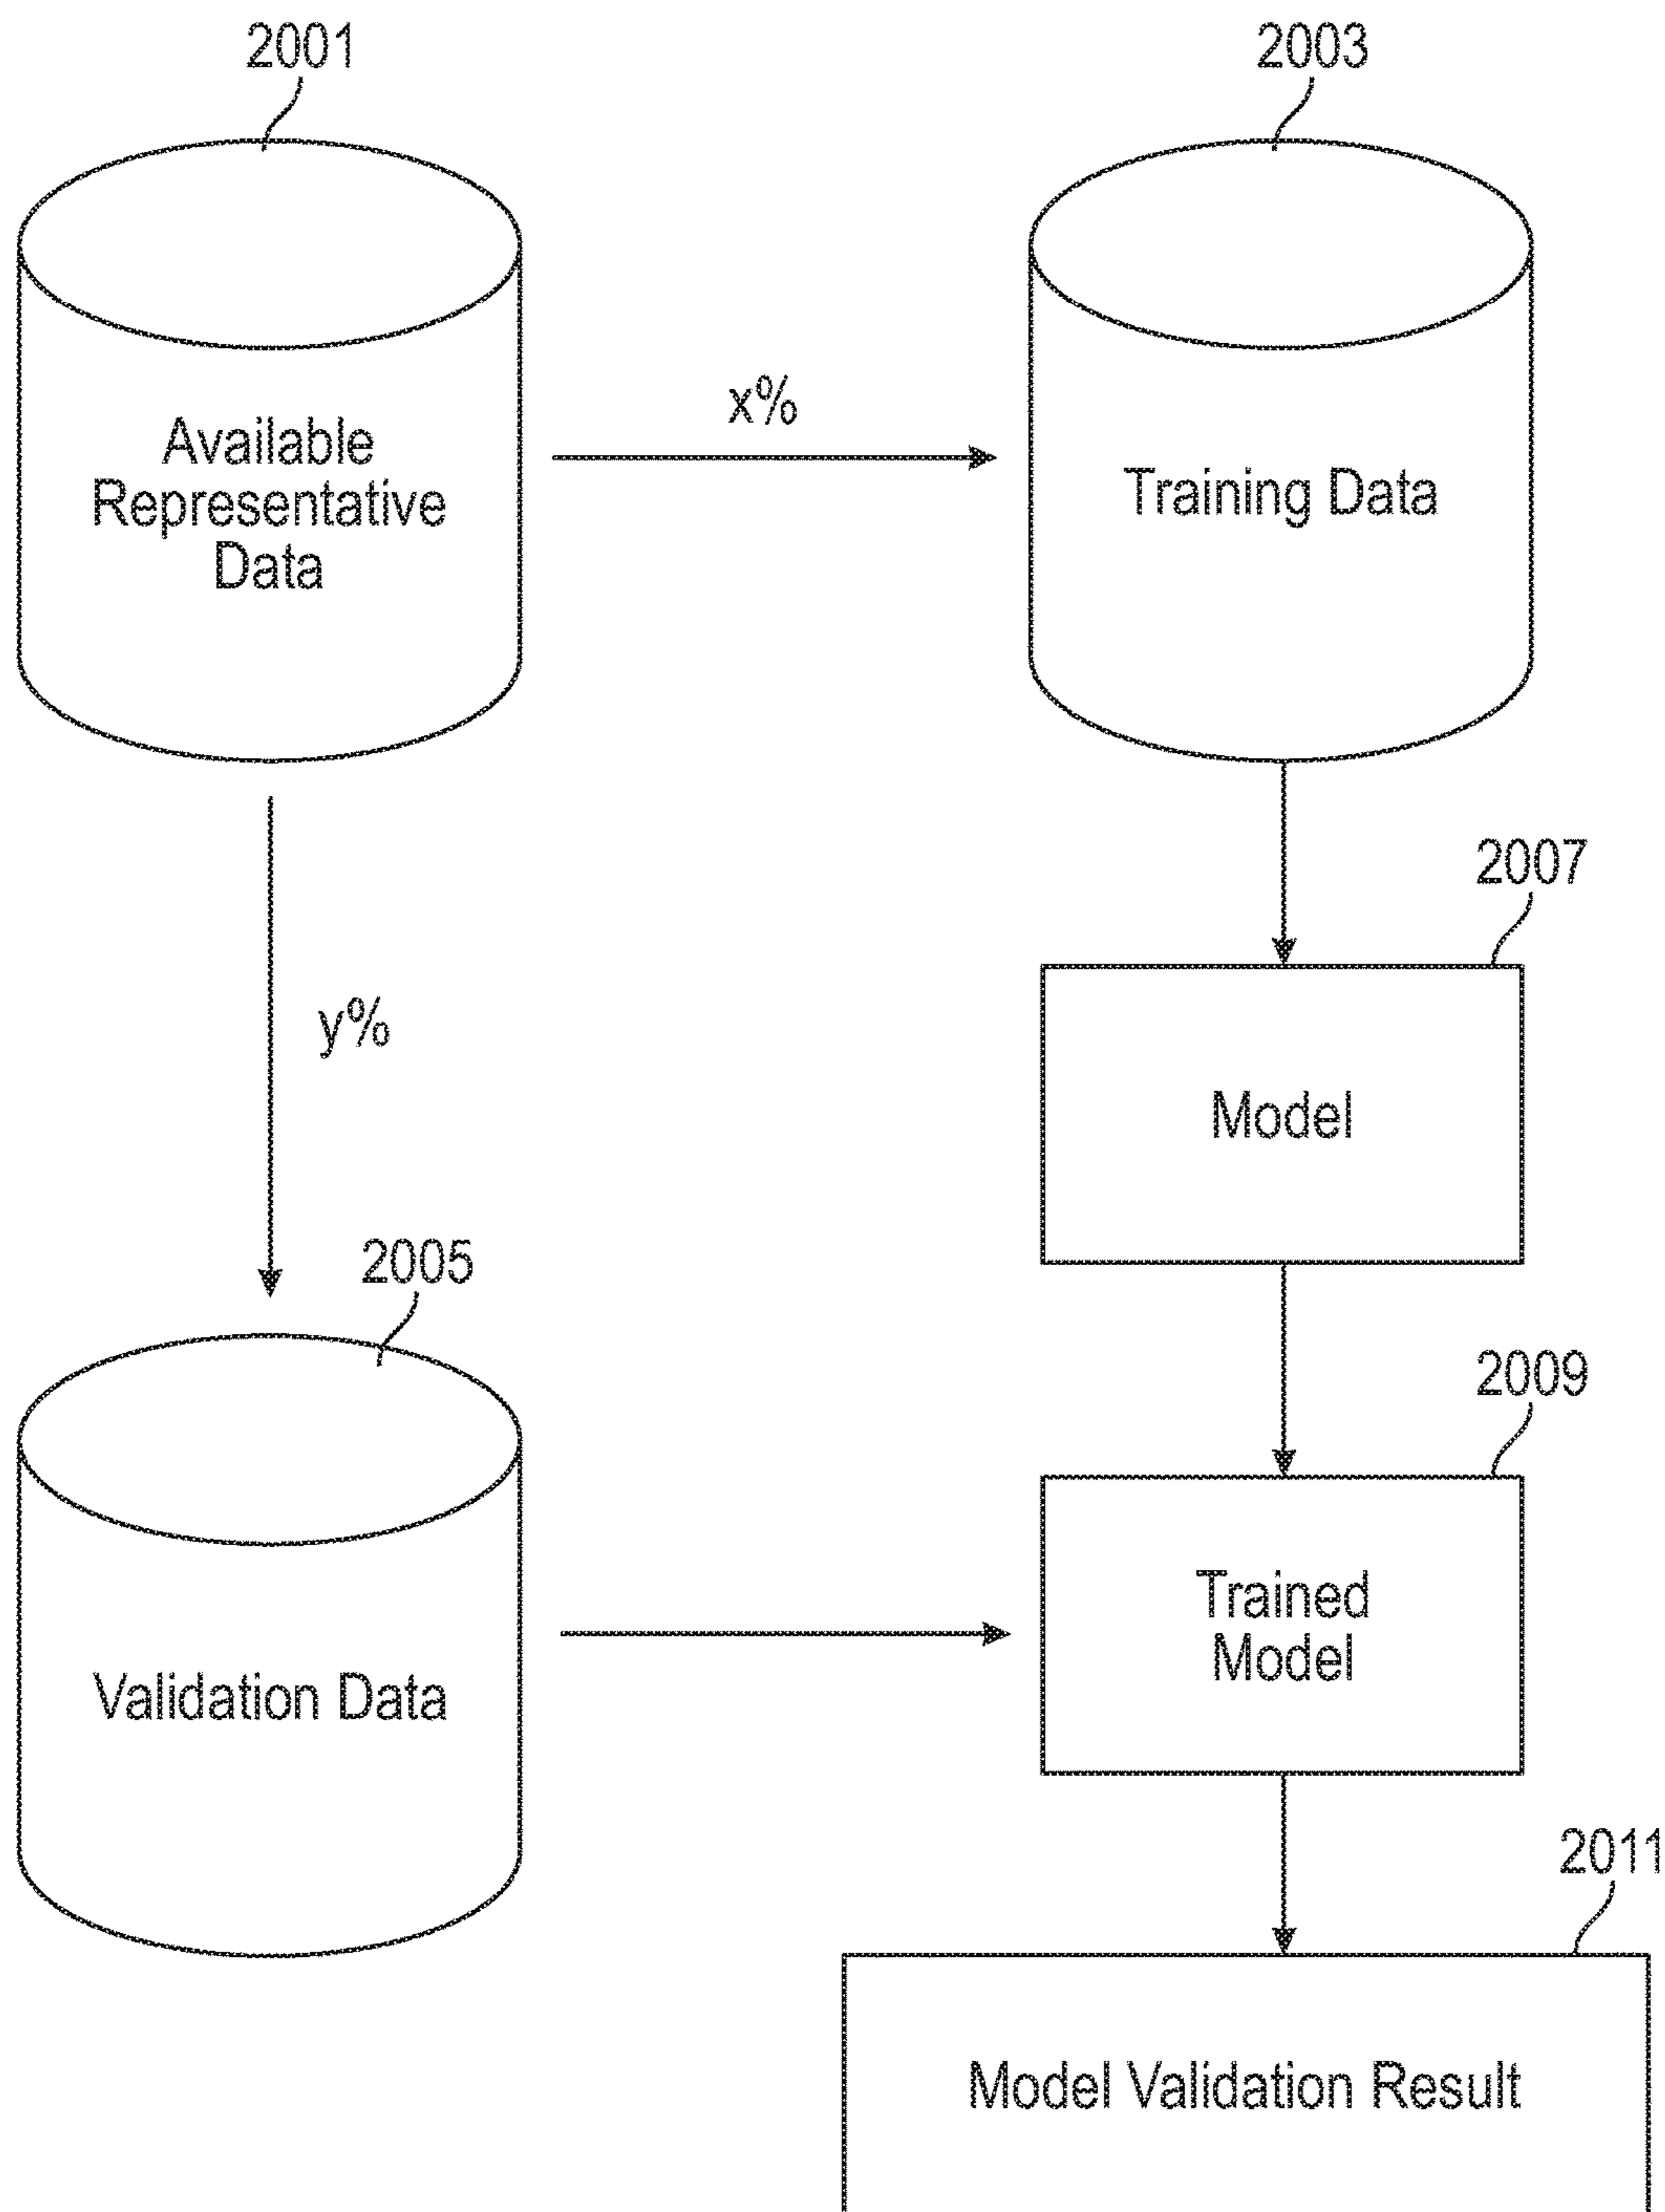 2001
2003
Available
Representative
Data
x%
Training Data
2007
y%
Model
2005
2009
Trained
Model
Validation Data
2011
Model Validation Result